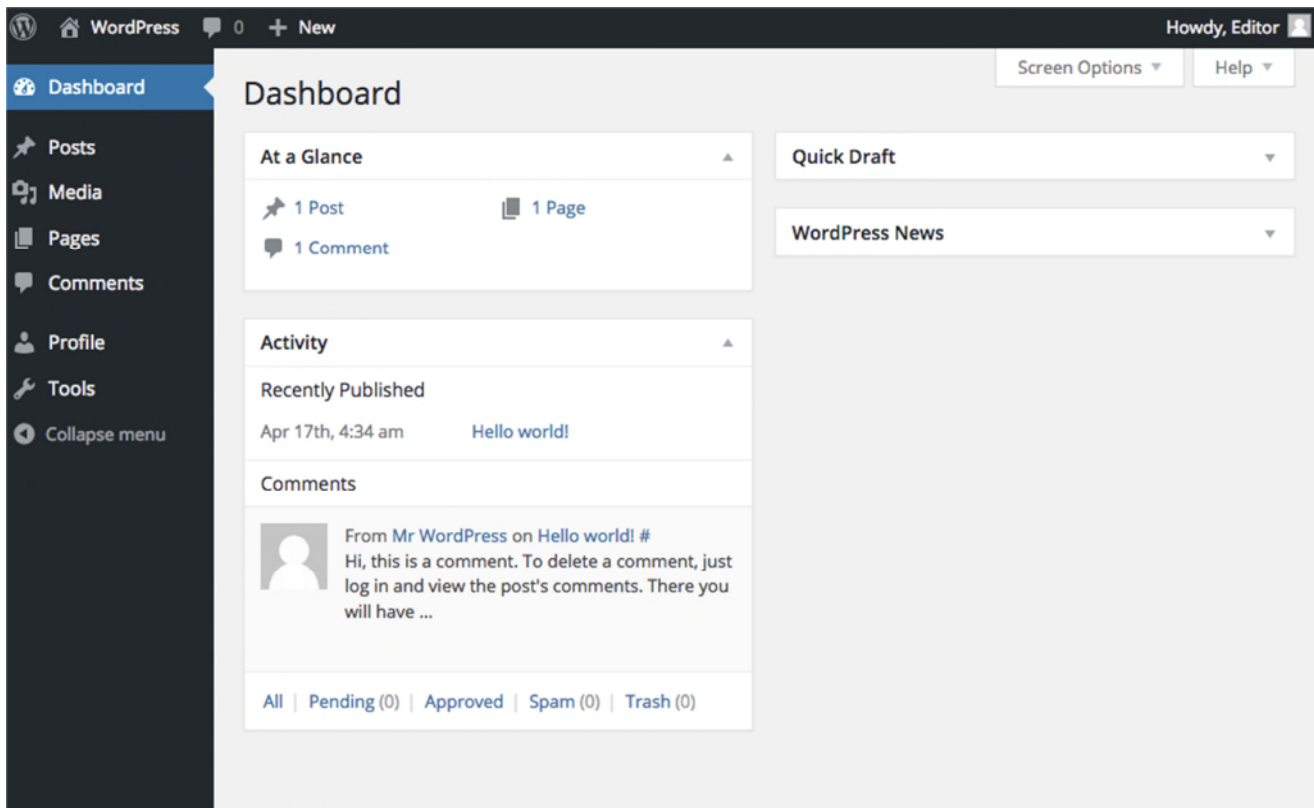 WordPress 0 New Howdy, Editor
Screen Options Help
Dashboard
Posts
Media
Pages
Comments
Profile
Tools
Collapse menu
Dashboard
At a Glance
1 Post 1 Page
1 Comment
Activity
Recently Published
Apr 17th, 4:34 am Hello world!
Comments
From Mr WordPress on Hello world! #
Hi, this is a comment. To delete a comment, just
log in and view the post's comments. There you
will have ...
All | Pending (0) | Approved | Spam (0) | Trash (0)
Quick Draft
WordPress News